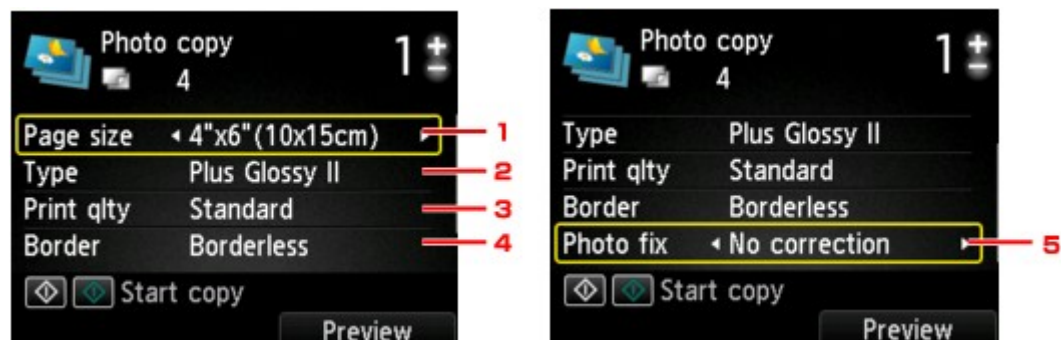 Photo copy
1 + -
4
Page size 4"x6"(10x15cm) 1
Type Plus Glossy II 2
Print qlty Standard 3
Border Borderless 4
Start copy
Preview
Photo copy
1 + -
4
Type Plus Glossy II
Print qlty Standard
Border Borderless
Photo fix No correction 5
Start copy
Preview